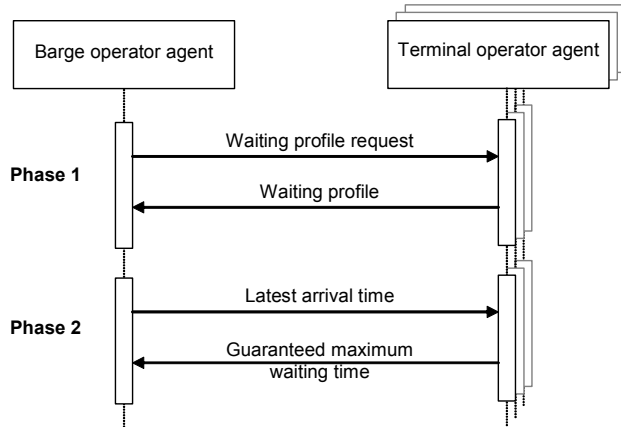 Barge operator agent
Terminal operator agent
Waiting profile request
Phase 1
Waiting profile
Latest arrival time
Phase 2
Guaranteed maximum
waiting time